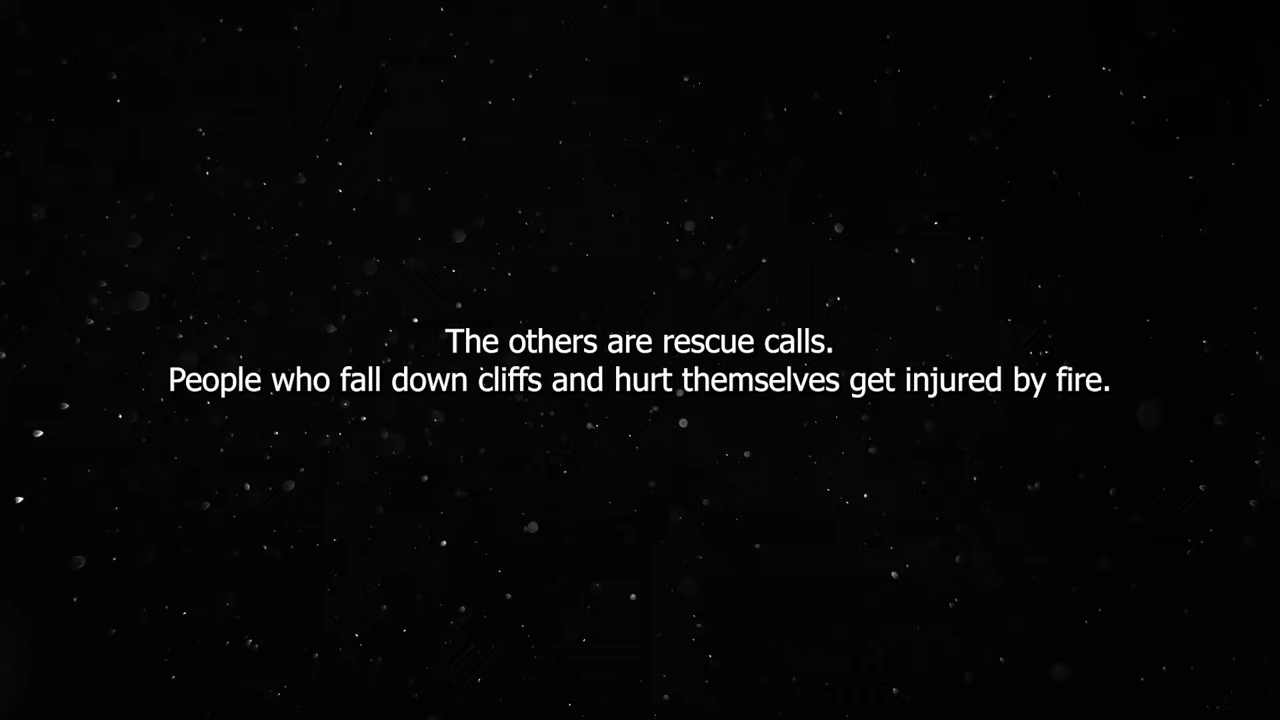 The others are rescue calls.
People who fall down cliffs and hurt themselves get injured by fire.